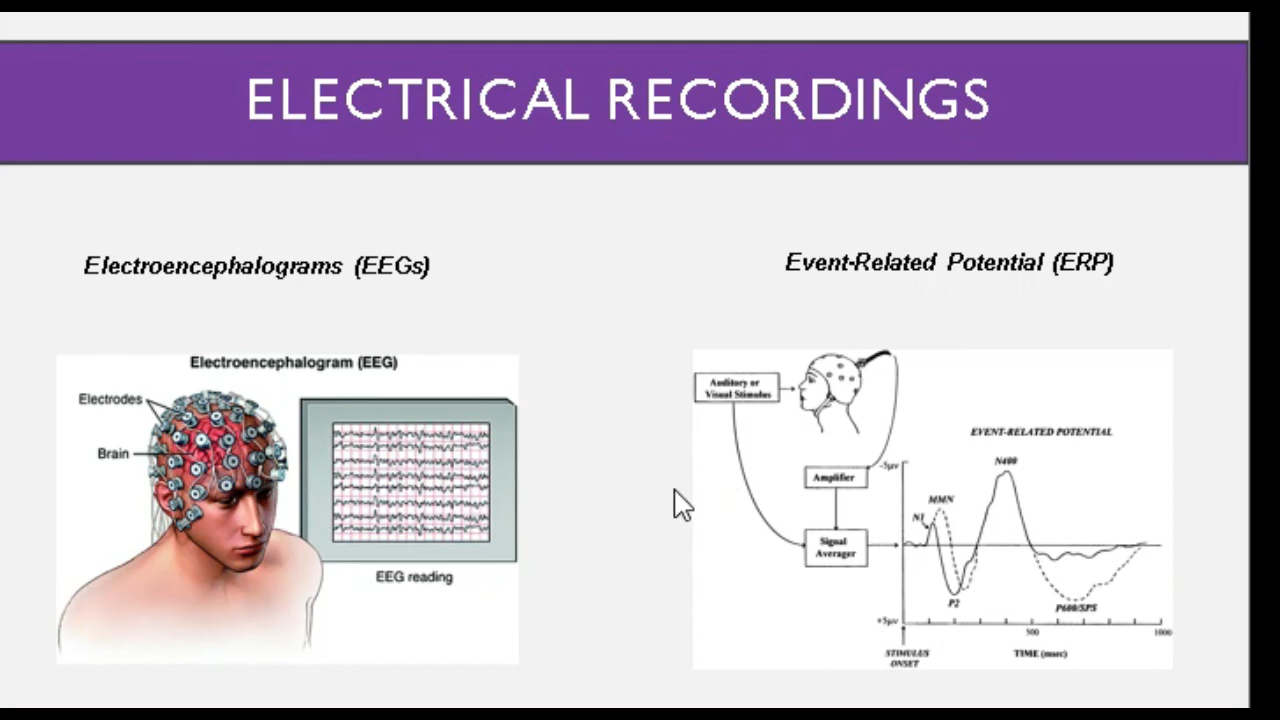 ELECTRICAL RECORDINGS
Electroencephalograms (EEGs)
Event-Related Potential (ERP)
Electroencephalogram (EEG)
Electrodes
Brain
EEG reading
Auditory or
Visual Stimulus
EVENT-RELATED POTENTIAL
N400
-5μv
Amplifier
MMN
N1
Signal
Averager
P2
P600/SPS
+5μv
500
1000
STIMULUS
ONSET
TIME (msec)